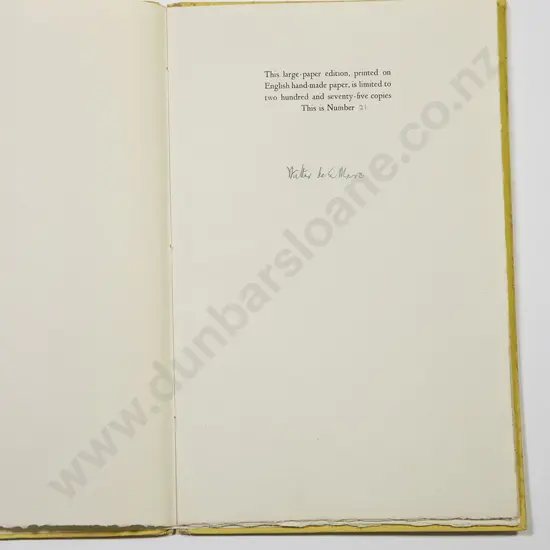 This large-paper edition, printed on
English hand-made paper, is limited to
two hundred and seventy-five copies
This is Number 21
Walter de la Mare
www.dunbarsloane.co.nz